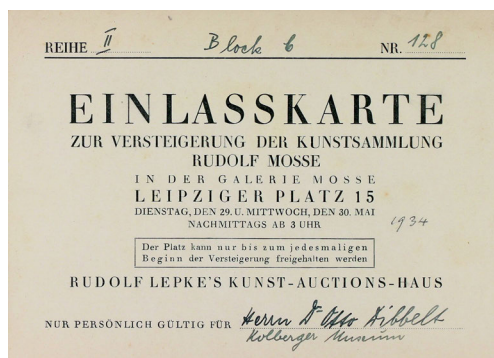 REIHE II Block 6 NR. 128
EINLASSKARTE
ZUR VERSTEIGERUNG DER KUNSTSAMMLUNG
RUDOLF MOSSE
IN DER GALERIE MOSSE
LEIPZIGER PLATZ 15
DIENSTAG, DEN 29. U. MITTWOCH, DEN 30. MAI
1934
NACHMITTAGS AB 3 UHR
Der Platz kann nur bis zum jedesmaligen
Beginn der Versteigerung freigehalten werden
RUDOLF LEPKE'S KUNST-AUCTIONS-HAUS
NUR PERSÖNLICH GÜLTIG FÜR Herrn Dr Otto Dibbelt
Kolberger Museum